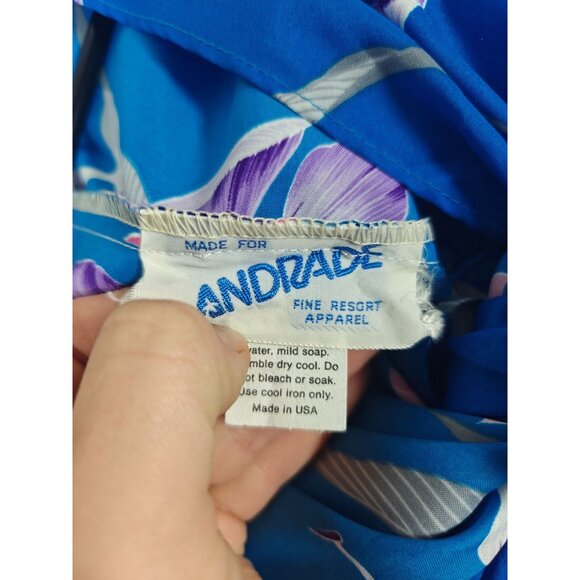 MADE FOR
ANDRADE
FINE RESORT
APPAREL
water, mild soap.
dry cool. Do
bleach or soak.
use cool iron only.
Made in USA